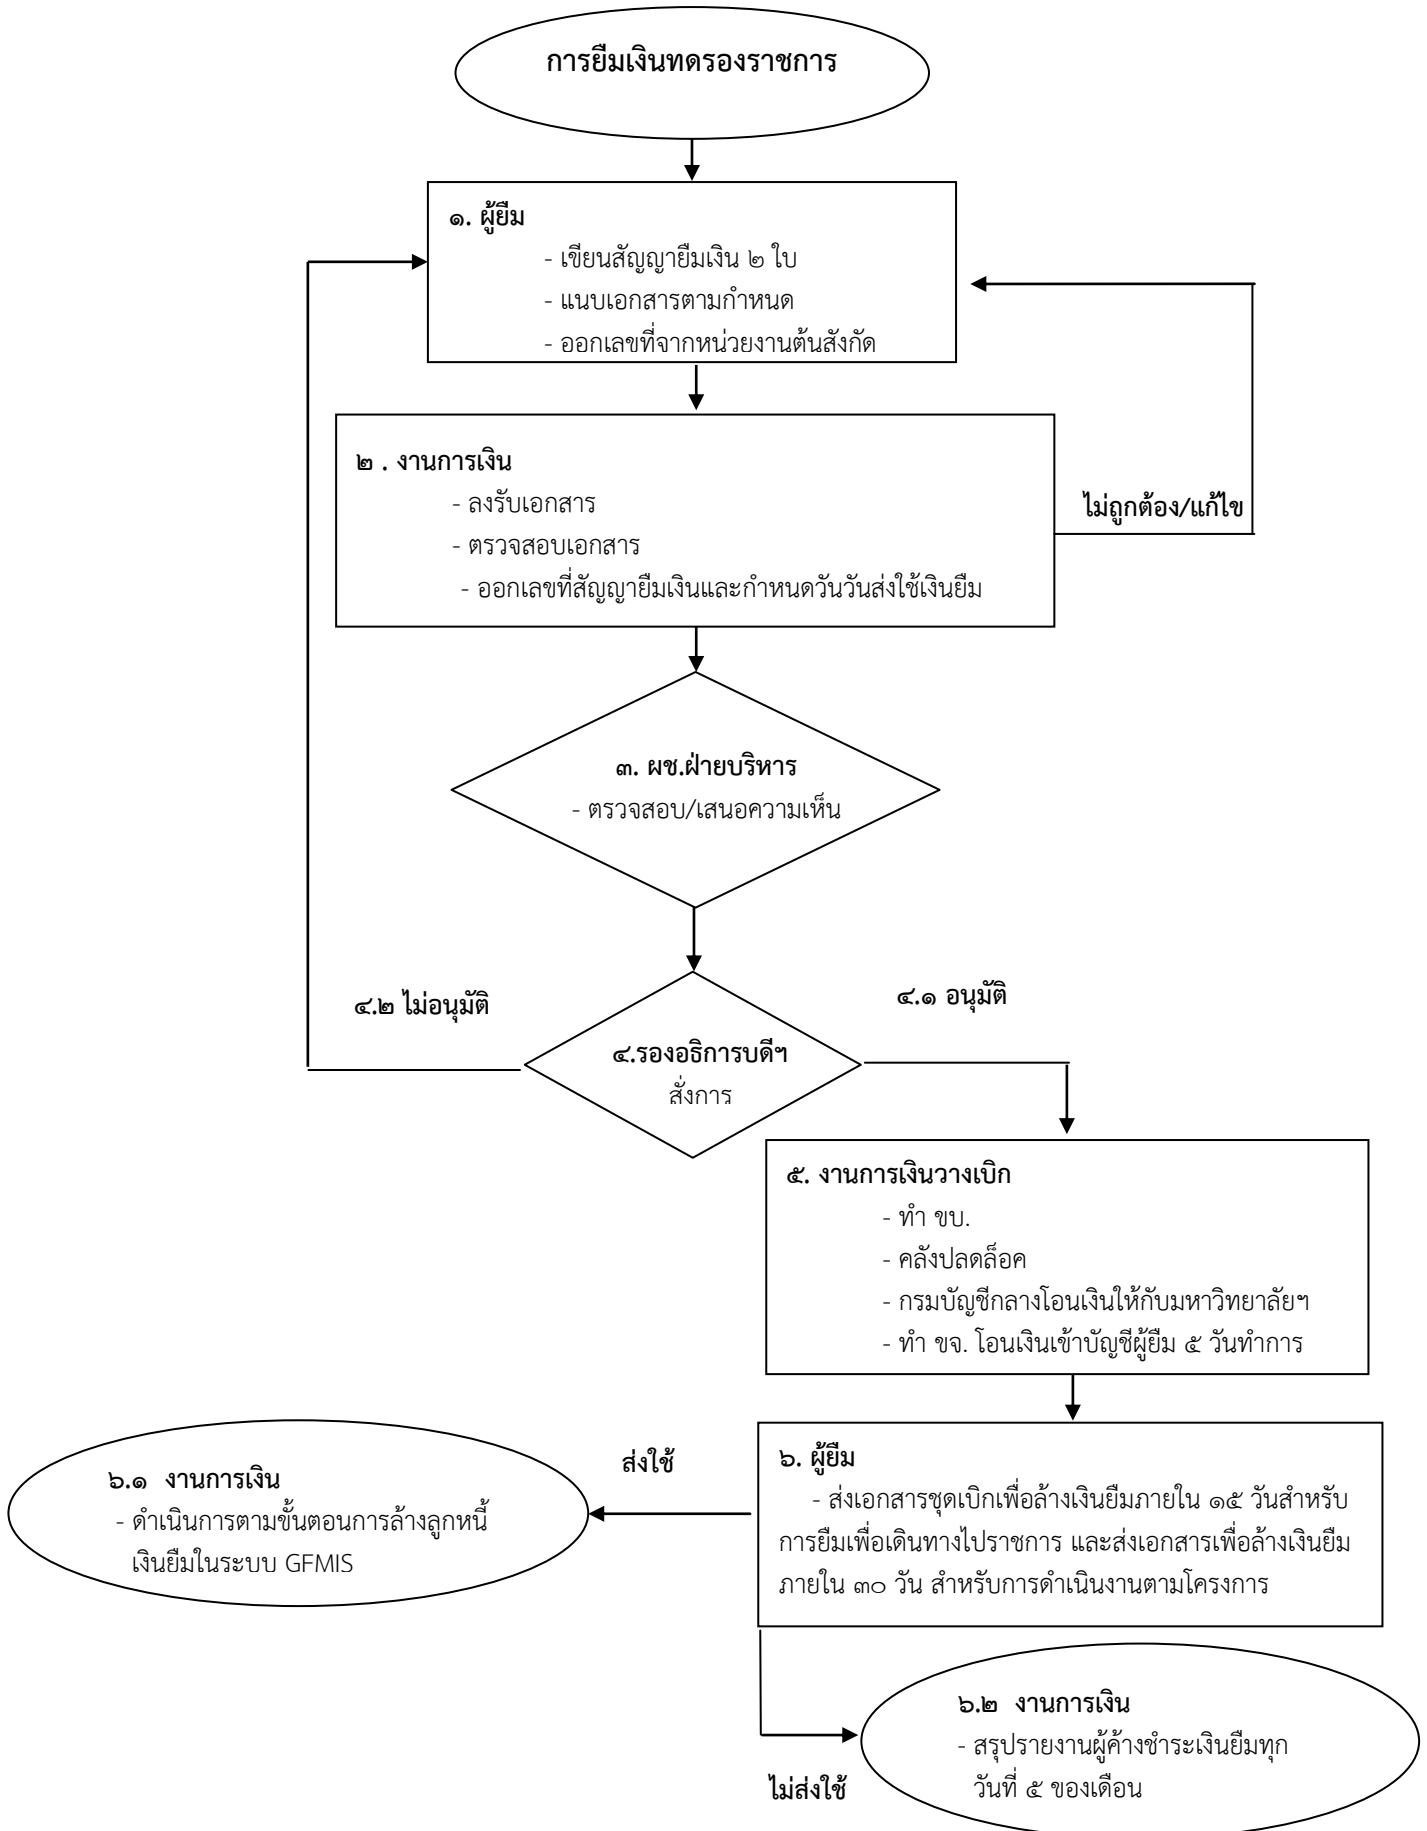 การยืมเงินทดรองราชการ
๑. ผู้ยืม
- เขียนสัญญายืมเงิน ๒ ใบ
- แนบเอกสารตามกำหนด
- ออกเลขที่จากหน่วยงานต้นสังกัด
๒ . งานการเงิน
- ลงรับเอกสาร
- ตรวจสอบเอกสาร
- ออกเลขที่สัญญายืมเงินและกำหนดวันวันส่งใช้เงินยืม
ไม่ถูกต้อง/แก้ไข
๓. ผช.ฝ่ายบริหาร
- ตรวจสอบ/เสนอความเห็น
๔.๒ ไม่อนุมัติ
๔.๑ อนุมัติ
๔.รองอธิการบดีฯ
สั่งการ
๕. งานการเงินวางเบิก
- ทำ ขบ.
- คลังปลดล็อค
- กรมบัญชีกลางโอนเงินให้กับมหาวิทยาลัยฯ
- ทำ ขจ. โอนเงินเข้าบัญชีผู้ยืม ๕ วันทำการ
ส่งใช้
๖. ผู้ยืม
- ส่งเอกสารชุดเบิกเพื่อล้างเงินยืมภายใน ๑๕ วันสำหรับ
การยืมเพื่อเดินทางไปราชการ และส่งเอกสารเพื่อล้างเงินยืม
ภายใน ๓๐ วัน สำหรับการดำเนินงานตามโครงการ
๖.๑ งานการเงิน
- ดำเนินการตามขั้นตอนการล้างลูกหนี้
เงินยืมในระบบ GFMIS
๖.๒ งานการเงิน
- สรุปรายงานผู้ค้างชำระเงินยืมทุก
วันที่ ๕ ของเดือน
ไม่ส่งใช้